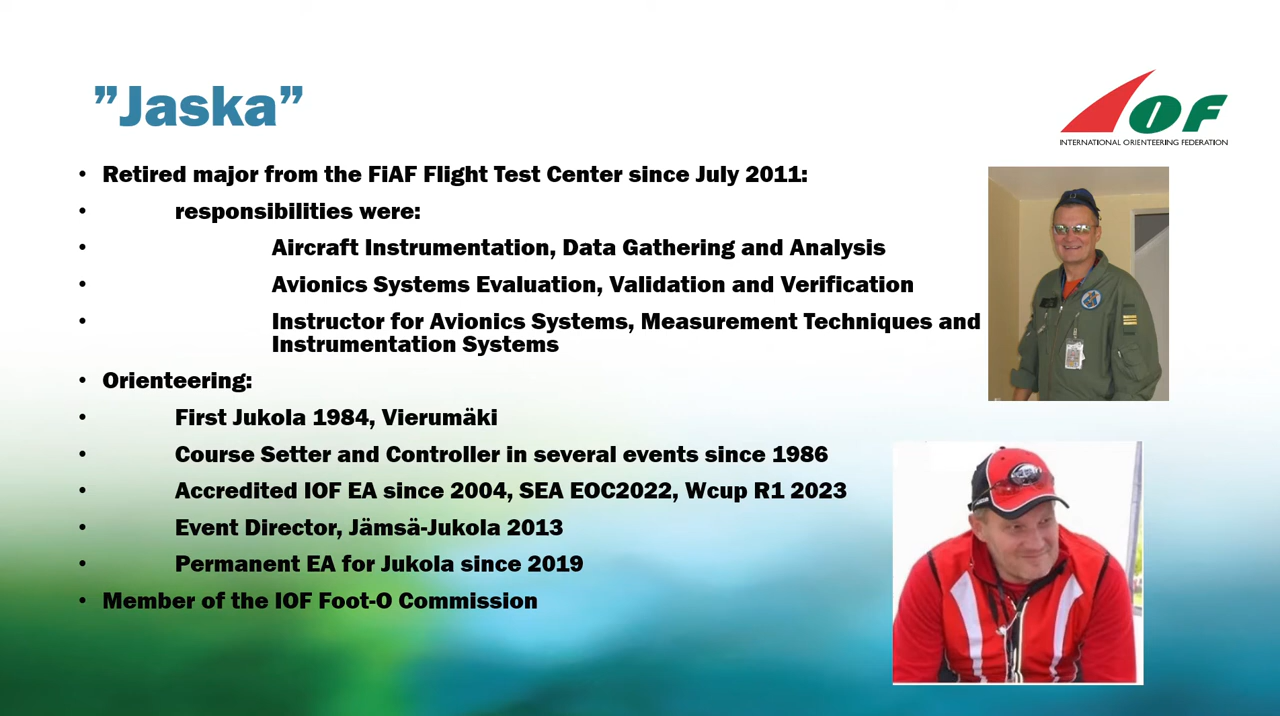 ”Jaska”
IOF
INTERNATIONAL ORIENTEERING FEDERATION
• Retired major from the FiAF Flight Test Center since July 2011:
• responsibilities were:
• Aircraft Instrumentation, Data Gathering and Analysis
• Avionics Systems Evaluation, Validation and Verification
• Instructor for Avionics Systems, Measurement Techniques and
Instrumentation Systems
• Orienteering:
• First Jukola 1984, Vierumäki
• Course Setter and Controller in several events since 1986
• Accredited IOF EA since 2004, SEA EOC2022, Wcup R1 2023
• Event Director, Jämsä-Jukola 2013
• Permanent EA for Jukola since 2019
• Member of the IOF Foot-O Commission